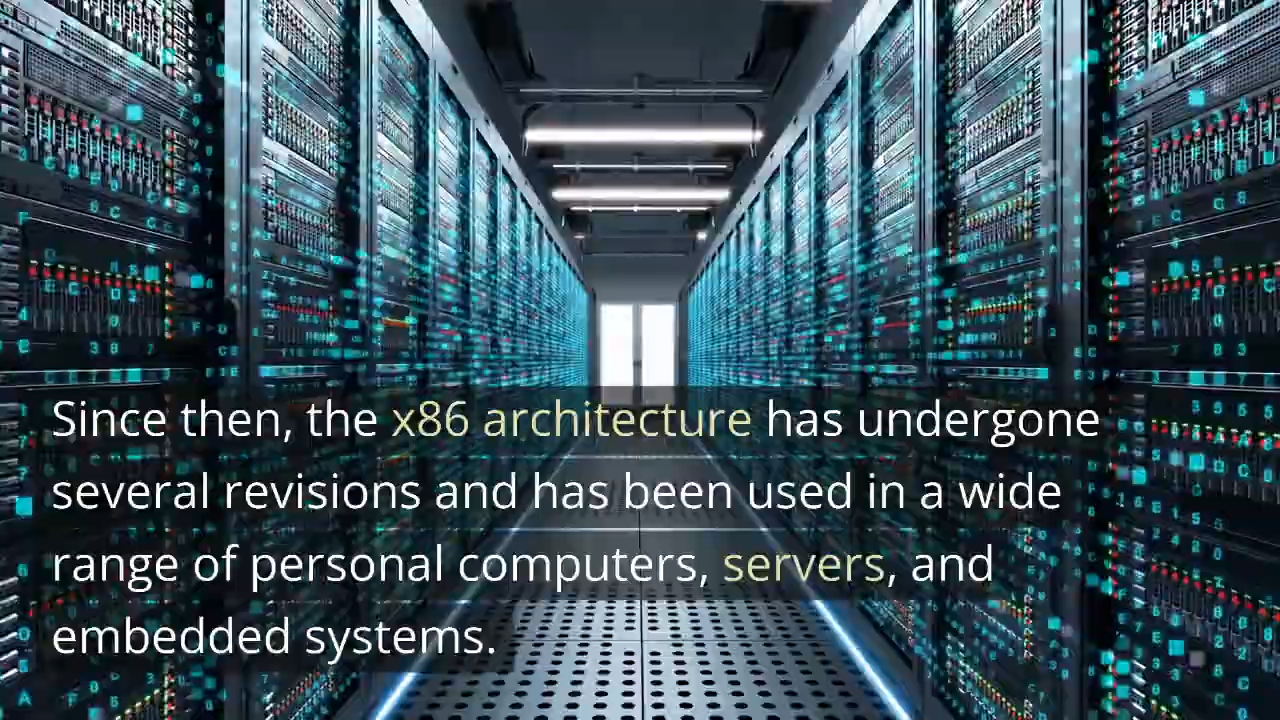 Since then, the x86 architecture has undergone
several revisions and has been used in a wide
range of personal computers, servers, and
embedded systems.